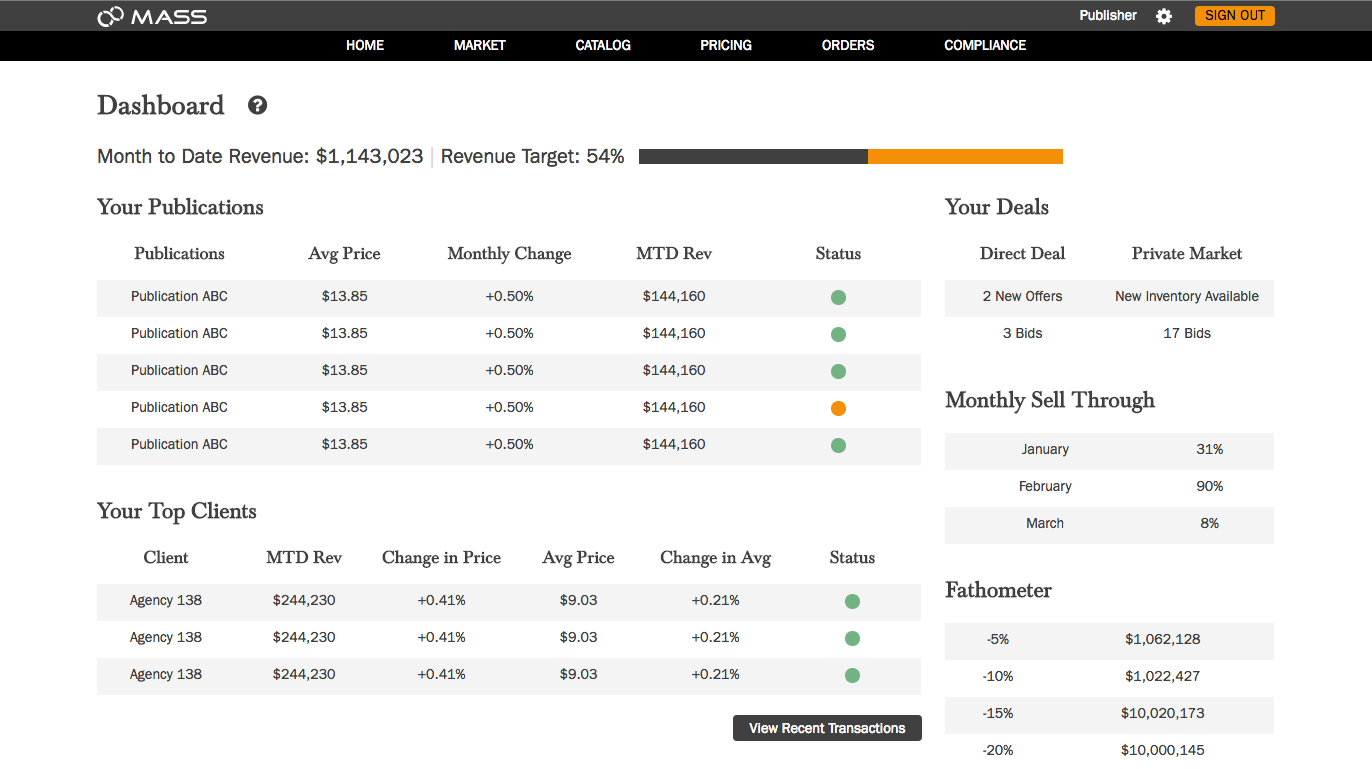 MASS
Publisher
SIGN OUT
HOME MARKET CATALOG PRICING ORDERS COMPLIANCE
Dashboard ?
Month to Date Revenue: $1,143,023 Revenue Target: 54%
Your Publications
Publications Avg Price Monthly Change MTD Rev Status
Publication ABC $13.85 +0.50% $144,160
Publication ABC $13.85 +0.50% $144,160
Publication ABC $13.85 +0.50% $144,160
Publication ABC $13.85 +0.50% $144,160
Publication ABC $13.85 +0.50% $144,160
Your Top Clients
Client MTD Rev Change in Price Avg Price Change in Avg Status
Agency 138 $244,230 +0.41% $9.03 +0.21%
Agency 138 $244,230 +0.41% $9.03 +0.21%
Agency 138 $244,230 +0.41% $9.03 +0.21%
View Recent Transactions
Your Deals
Direct Deal Private Market
2 New Offers New Inventory Available
3 Bids 17 Bids
Monthly Sell Through
January 31%
February 90%
March 8%
Fathometer
-5% $1,062,128
-10% $1,022,427
-15% $10,020,173
-20% $10,000,145